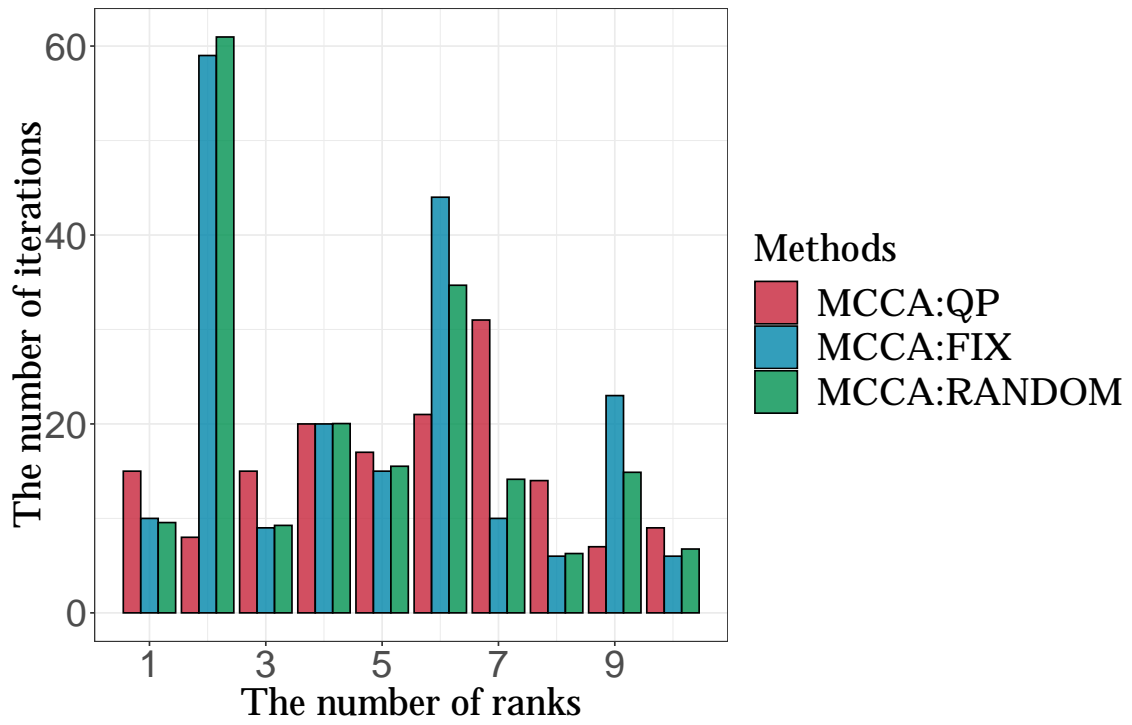 The number of iterations
60
40
20
0
1 3 5 7 9
The number of ranks
Methods
MCCA:QP
MCCA:FIX
MCCA:RANDOM